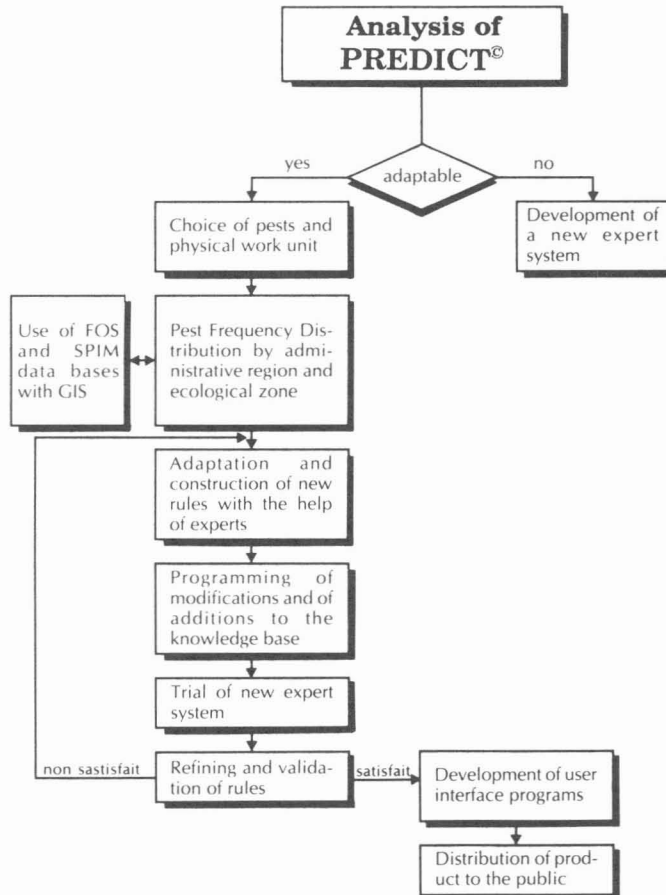 Analysis of
PREDICT©
yes
adaptable
no
Choice of pests and
physical work unit
Development of
a new expert
system
Use of FOS
and SPIM
data bases
with GIS
Pest Frequency Dis-
tribution by admi-
nistrative region and
ecological zone
Adaptation and
construction of new
rules with the help
of experts
Programming of
modifications and of
additions to the
knowledge base
Trial of new expert
system
non sastisfait
Refining and valida-
tion of rules
satisfait
Development of user
interface programs
Distribution of prod-
uct to the public